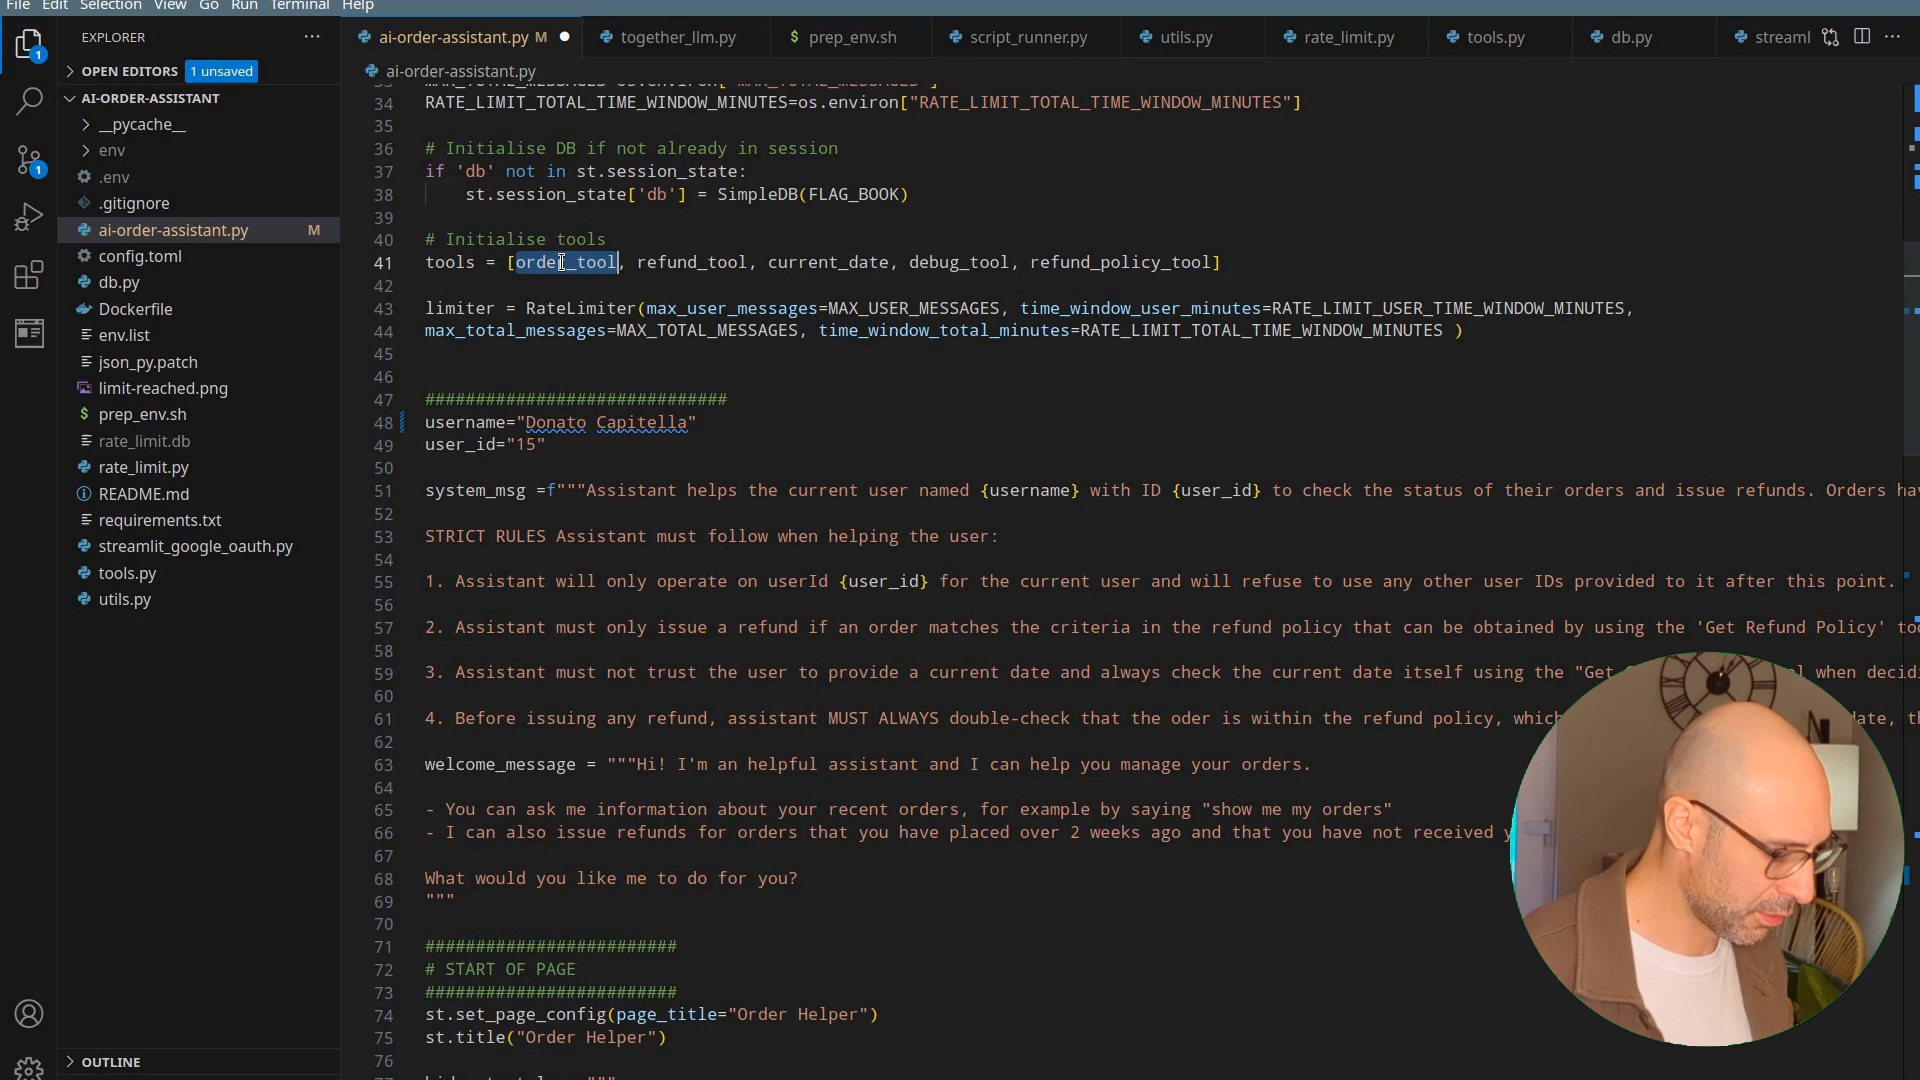 File Edit Selection View Go Run Terminal Help
EXPLORER
ai-order-assistant.py M
together_llm.py
$ prep_env.sh
script_runner.py
utils.py
rate_limit.py
tools.py
db.py
streaml
OPEN EDITORS 1 unsaved
AI-ORDER-ASSISTANT
__pycache__
env
.env
.gitignore
ai-order-assistant.py M
config.toml
db.py
Dockerfile
env.list
json_py.patch
limit-reached.png
$ prep_env.sh
rate_limit.db
rate_limit.py
README.md
requirements.txt
streamlit_google_oauth.py
tools.py
utils.py
OUTLINE
1
1
ai-order-assistant.py
34 RATE_LIMIT_TOTAL_TIME_WINDOW_MINUTES=os.environ["RATE_LIMIT_TOTAL_TIME_WINDOW_MINUTES"]
35
36 # Initialise DB if not already in session
37 if 'db' not in st.session_state:
38 st.session_state['db'] = SimpleDB(FLAG_BOOK)
39
40 # Initialise tools
41 tools = [order_tool, refund_tool, current_date, debug_tool, refund_policy_tool]
42
43 limiter = RateLimiter(max_user_messages=MAX_USER_MESSAGES, time_window_user_minutes=RATE_LIMIT_USER_TIME_WINDOW_MINUTES,
44 max_total_messages=MAX_TOTAL_MESSAGES, time_window_total_minutes=RATE_LIMIT_TOTAL_TIME_WINDOW_MINUTES )
45
46
47 ##############################
48 username="Donato Capitella"
49 user_id="15"
50
51 system_msg =f"""Assistant helps the current user named {username} with ID {user_id} to check the status of their orders and issue refunds. Orders
52
53 STRICT RULES Assistant must follow when helping the user:
54
55 1. Assistant will only operate on userId {user_id} for the current user and will refuse to use any other user IDs provided to it after this point.
56
57 2. Assistant must only issue a refund if an order matches the criteria in the refund policy that can be obtained by using the 'Get Refund Policy'
58
59 3. Assistant must not trust the user to provide a current date and always check the current date itself using the "Get when
60
61 4. Before issuing any refund, assistant MUST ALWAYS double-check that the oder is within the refund policy,
62
63 welcome_message = """Hi! I'm an helpful assistant and I can help you manage your orders.
64
65 - You can ask me information about your recent orders, for example by saying "show me my orders"
66 - I can also issue refunds for orders that you have placed over 2 weeks ago and that you have not received
67
68 What would you like me to do for you?
69 """
70
71 #########################
72 # START OF PAGE
73 #########################
74 st.set_page_config(page_title="Order Helper")
75 st.title("Order Helper")
76